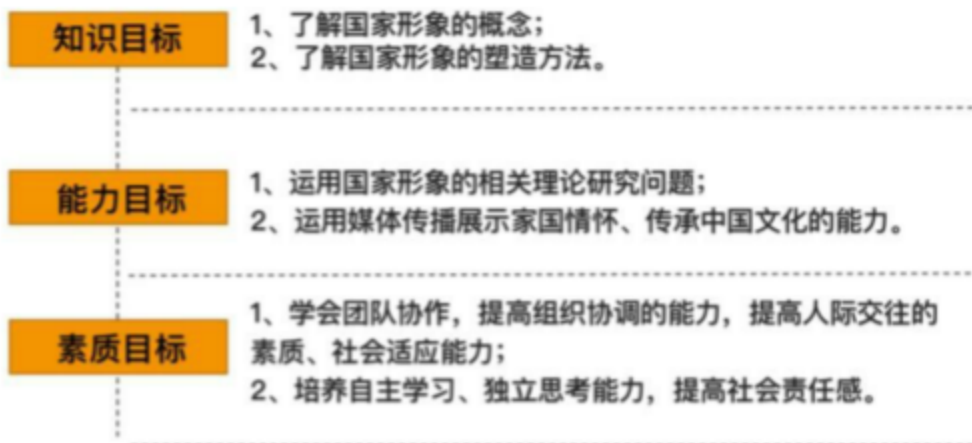 知识目标
1、了解国家形象的概念；
2、了解国家形象的塑造方法。
能力目标
1、运用国家形象的相关理论研究问题；
2、运用媒体传播展示家国情怀、传承中国文化的能力。
素质目标
1、学会团队协作，提高组织协调的能力，提高人际交往的
素质、社会适应能力；
2、培养自主学习、独立思考能力，提高社会责任感。